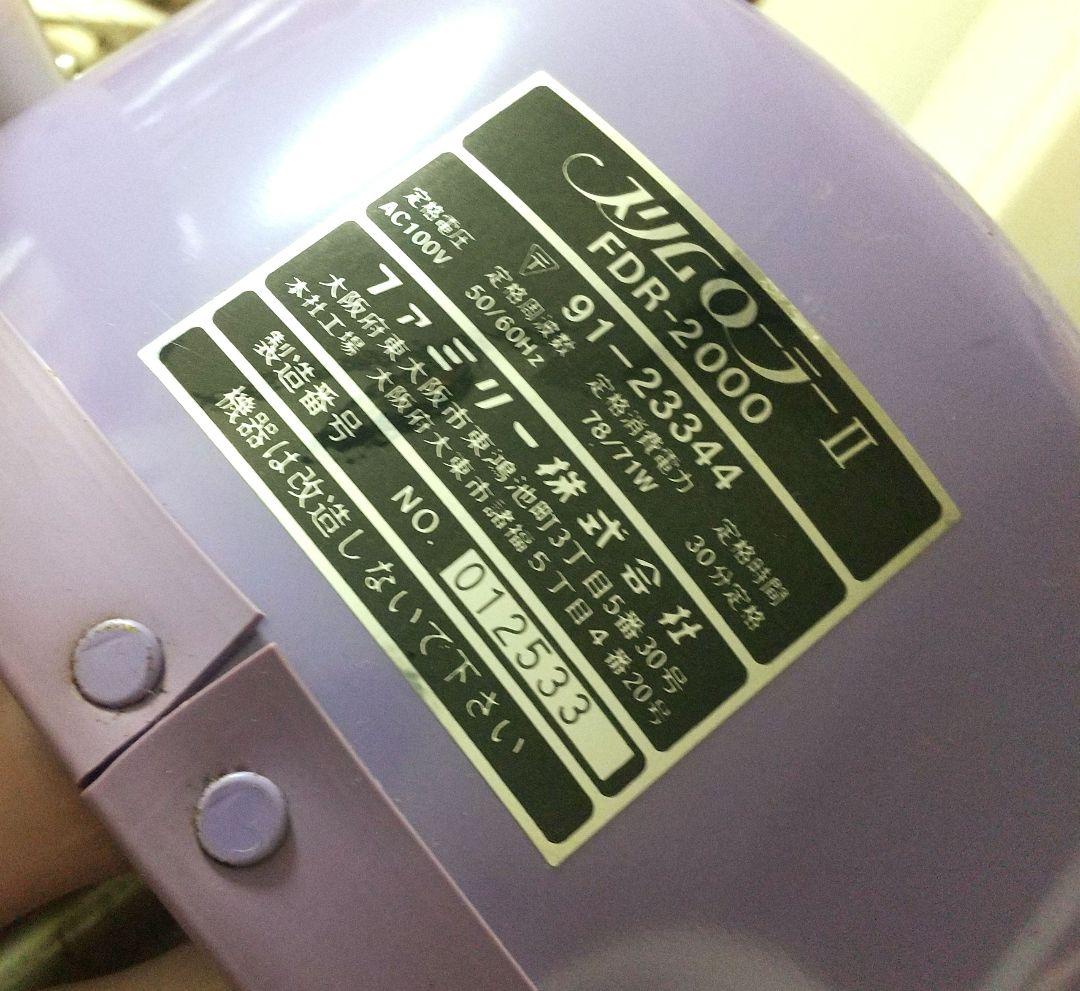 スリムローラーII
FDR-2000
〒 91-23344
定格電圧 定格周波数 定格消費電力 定格時間
AC100V 50/60Hz 78/71W 30分定格
ファミリー株式会社
大阪府東大阪市東鴻池町3丁目5番30号
本社工場 大阪府大東市諸福5丁目4番20号
製造番号 NO. 012533
機器は改造しないで下さい